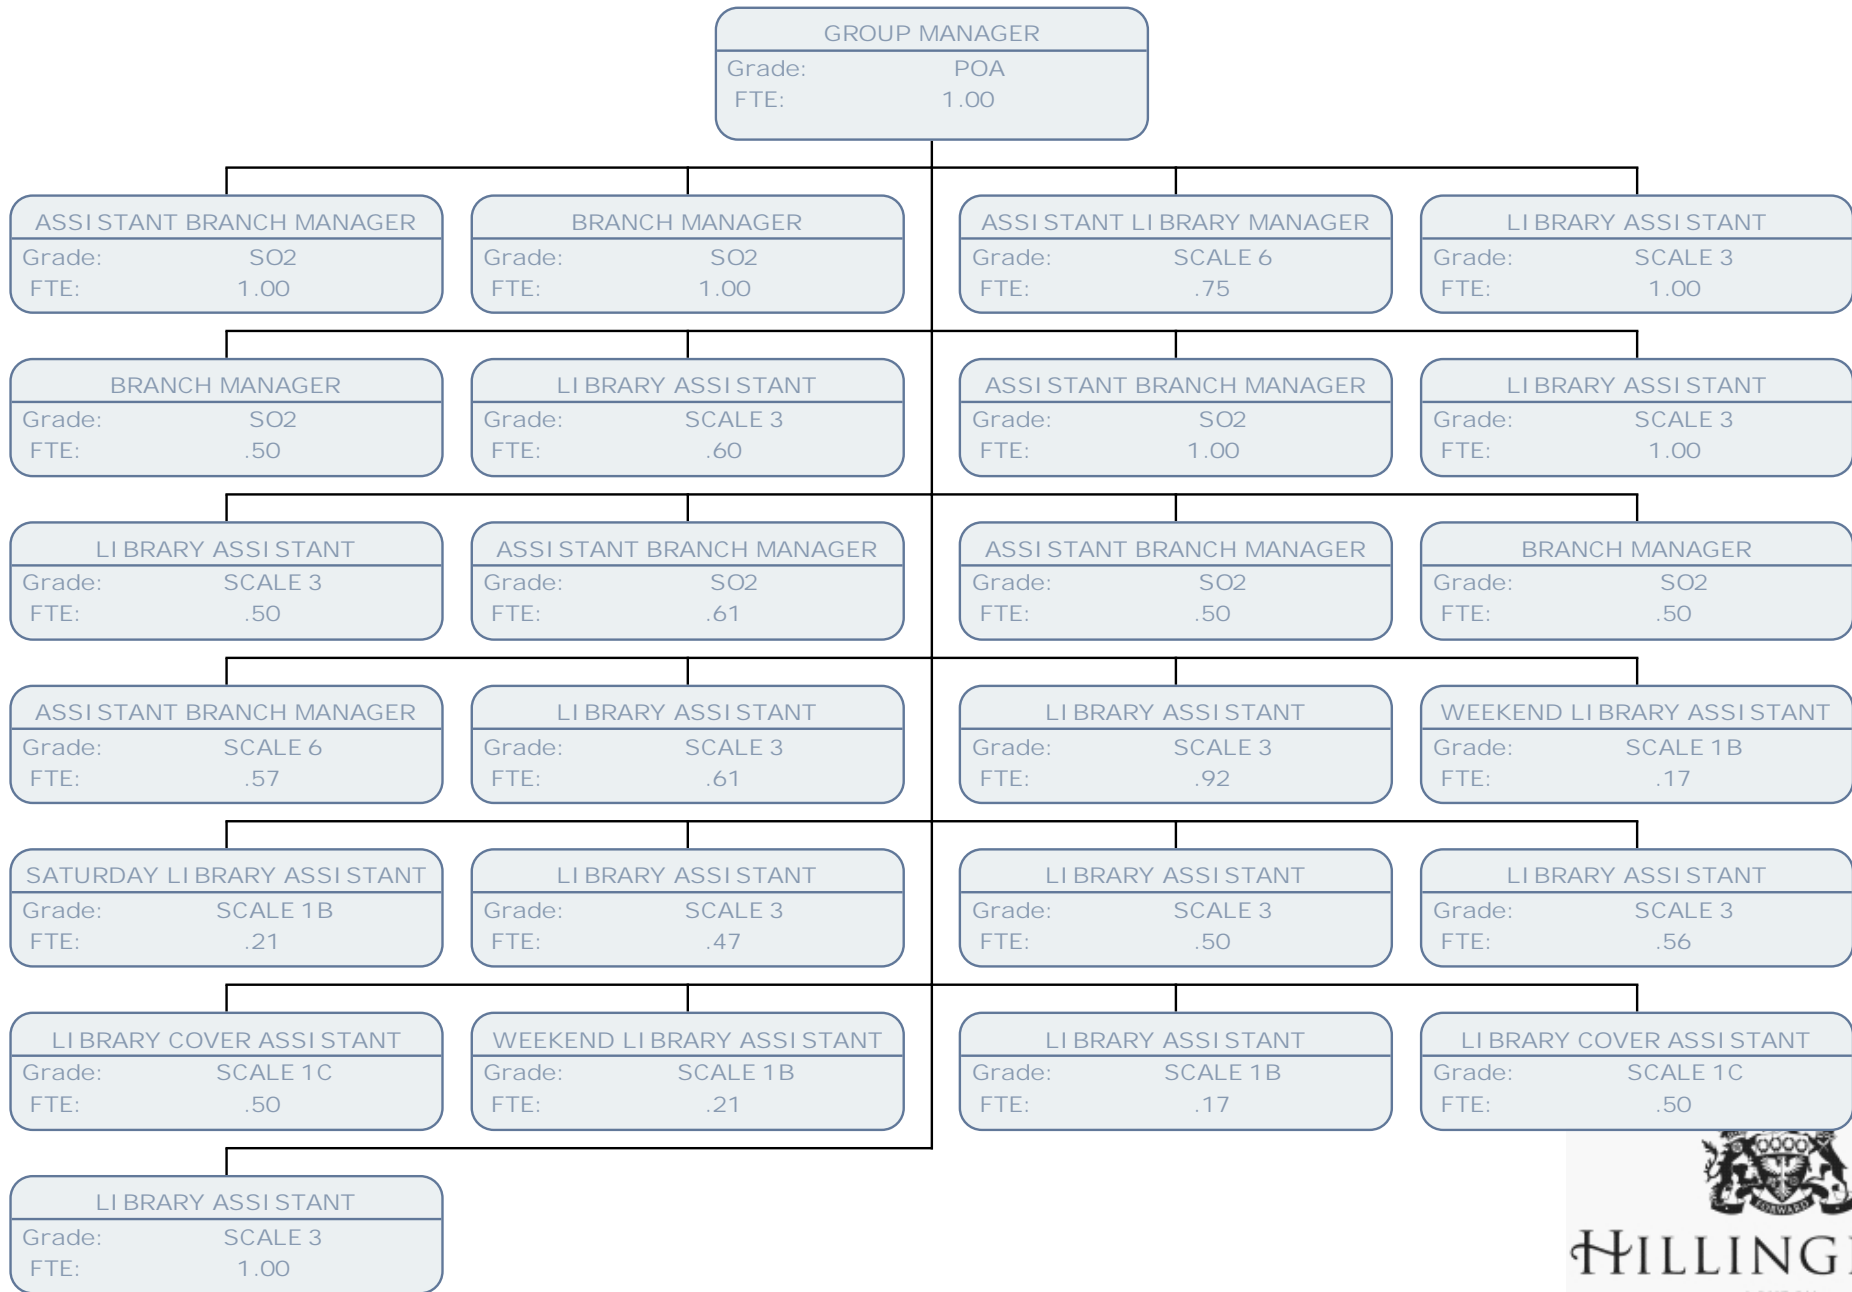 GROUP MANAGER
Grade: POA
FTE: 1.00
ASSISTANT BRANCH MANAGER
Grade: SO2
FTE: 1.00
BRANCH MANAGER
Grade: SO2
FTE: 1.00
ASSISTANT LIBRARY MANAGER
Grade: SCALE 6
FTE: .75
LIBRARY ASSISTANT
Grade: SCALE 3
FTE: 1.00
BRANCH MANAGER
Grade: SO2
FTE: .50
LIBRARY ASSISTANT
Grade: SCALE 3
FTE: .60
ASSISTANT BRANCH MANAGER
Grade: SO2
FTE: 1.00
LIBRARY ASSISTANT
Grade: SCALE 3
FTE: 1.00
LIBRARY ASSISTANT
Grade: SCALE 3
FTE: .50
ASSISTANT BRANCH MANAGER
Grade: SO2
FTE: .61
ASSISTANT BRANCH MANAGER
Grade: SO2
FTE: .50
BRANCH MANAGER
Grade: SO2
FTE: .50
ASSISTANT BRANCH MANAGER
Grade: SCALE 6
FTE: .57
LIBRARY ASSISTANT
Grade: SCALE 3
FTE: .61
LIBRARY ASSISTANT
Grade: SCALE 3
FTE: .92
WEEKEND LIBRARY ASSISTANT
Grade: SCALE 1B
FTE: .17
SATURDAY LIBRARY ASSISTANT
Grade: SCALE 1B
FTE: .21
LIBRARY ASSISTANT
Grade: SCALE 3
FTE: .47
LIBRARY ASSISTANT
Grade: SCALE 3
FTE: .50
LIBRARY ASSISTANT
Grade: SCALE 3
FTE: .56
LIBRARY COVER ASSISTANT
Grade: SCALE 1C
FTE: .50
WEEKEND LIBRARY ASSISTANT
Grade: SCALE 1B
FTE: .21
LIBRARY ASSISTANT
Grade: SCALE 1B
FTE: .17
LIBRARY COVER ASSISTANT
Grade: SCALE 1C
FTE: .50
LIBRARY ASSISTANT
Grade: SCALE 3
FTE: 1.00
FORWARD
HILLING